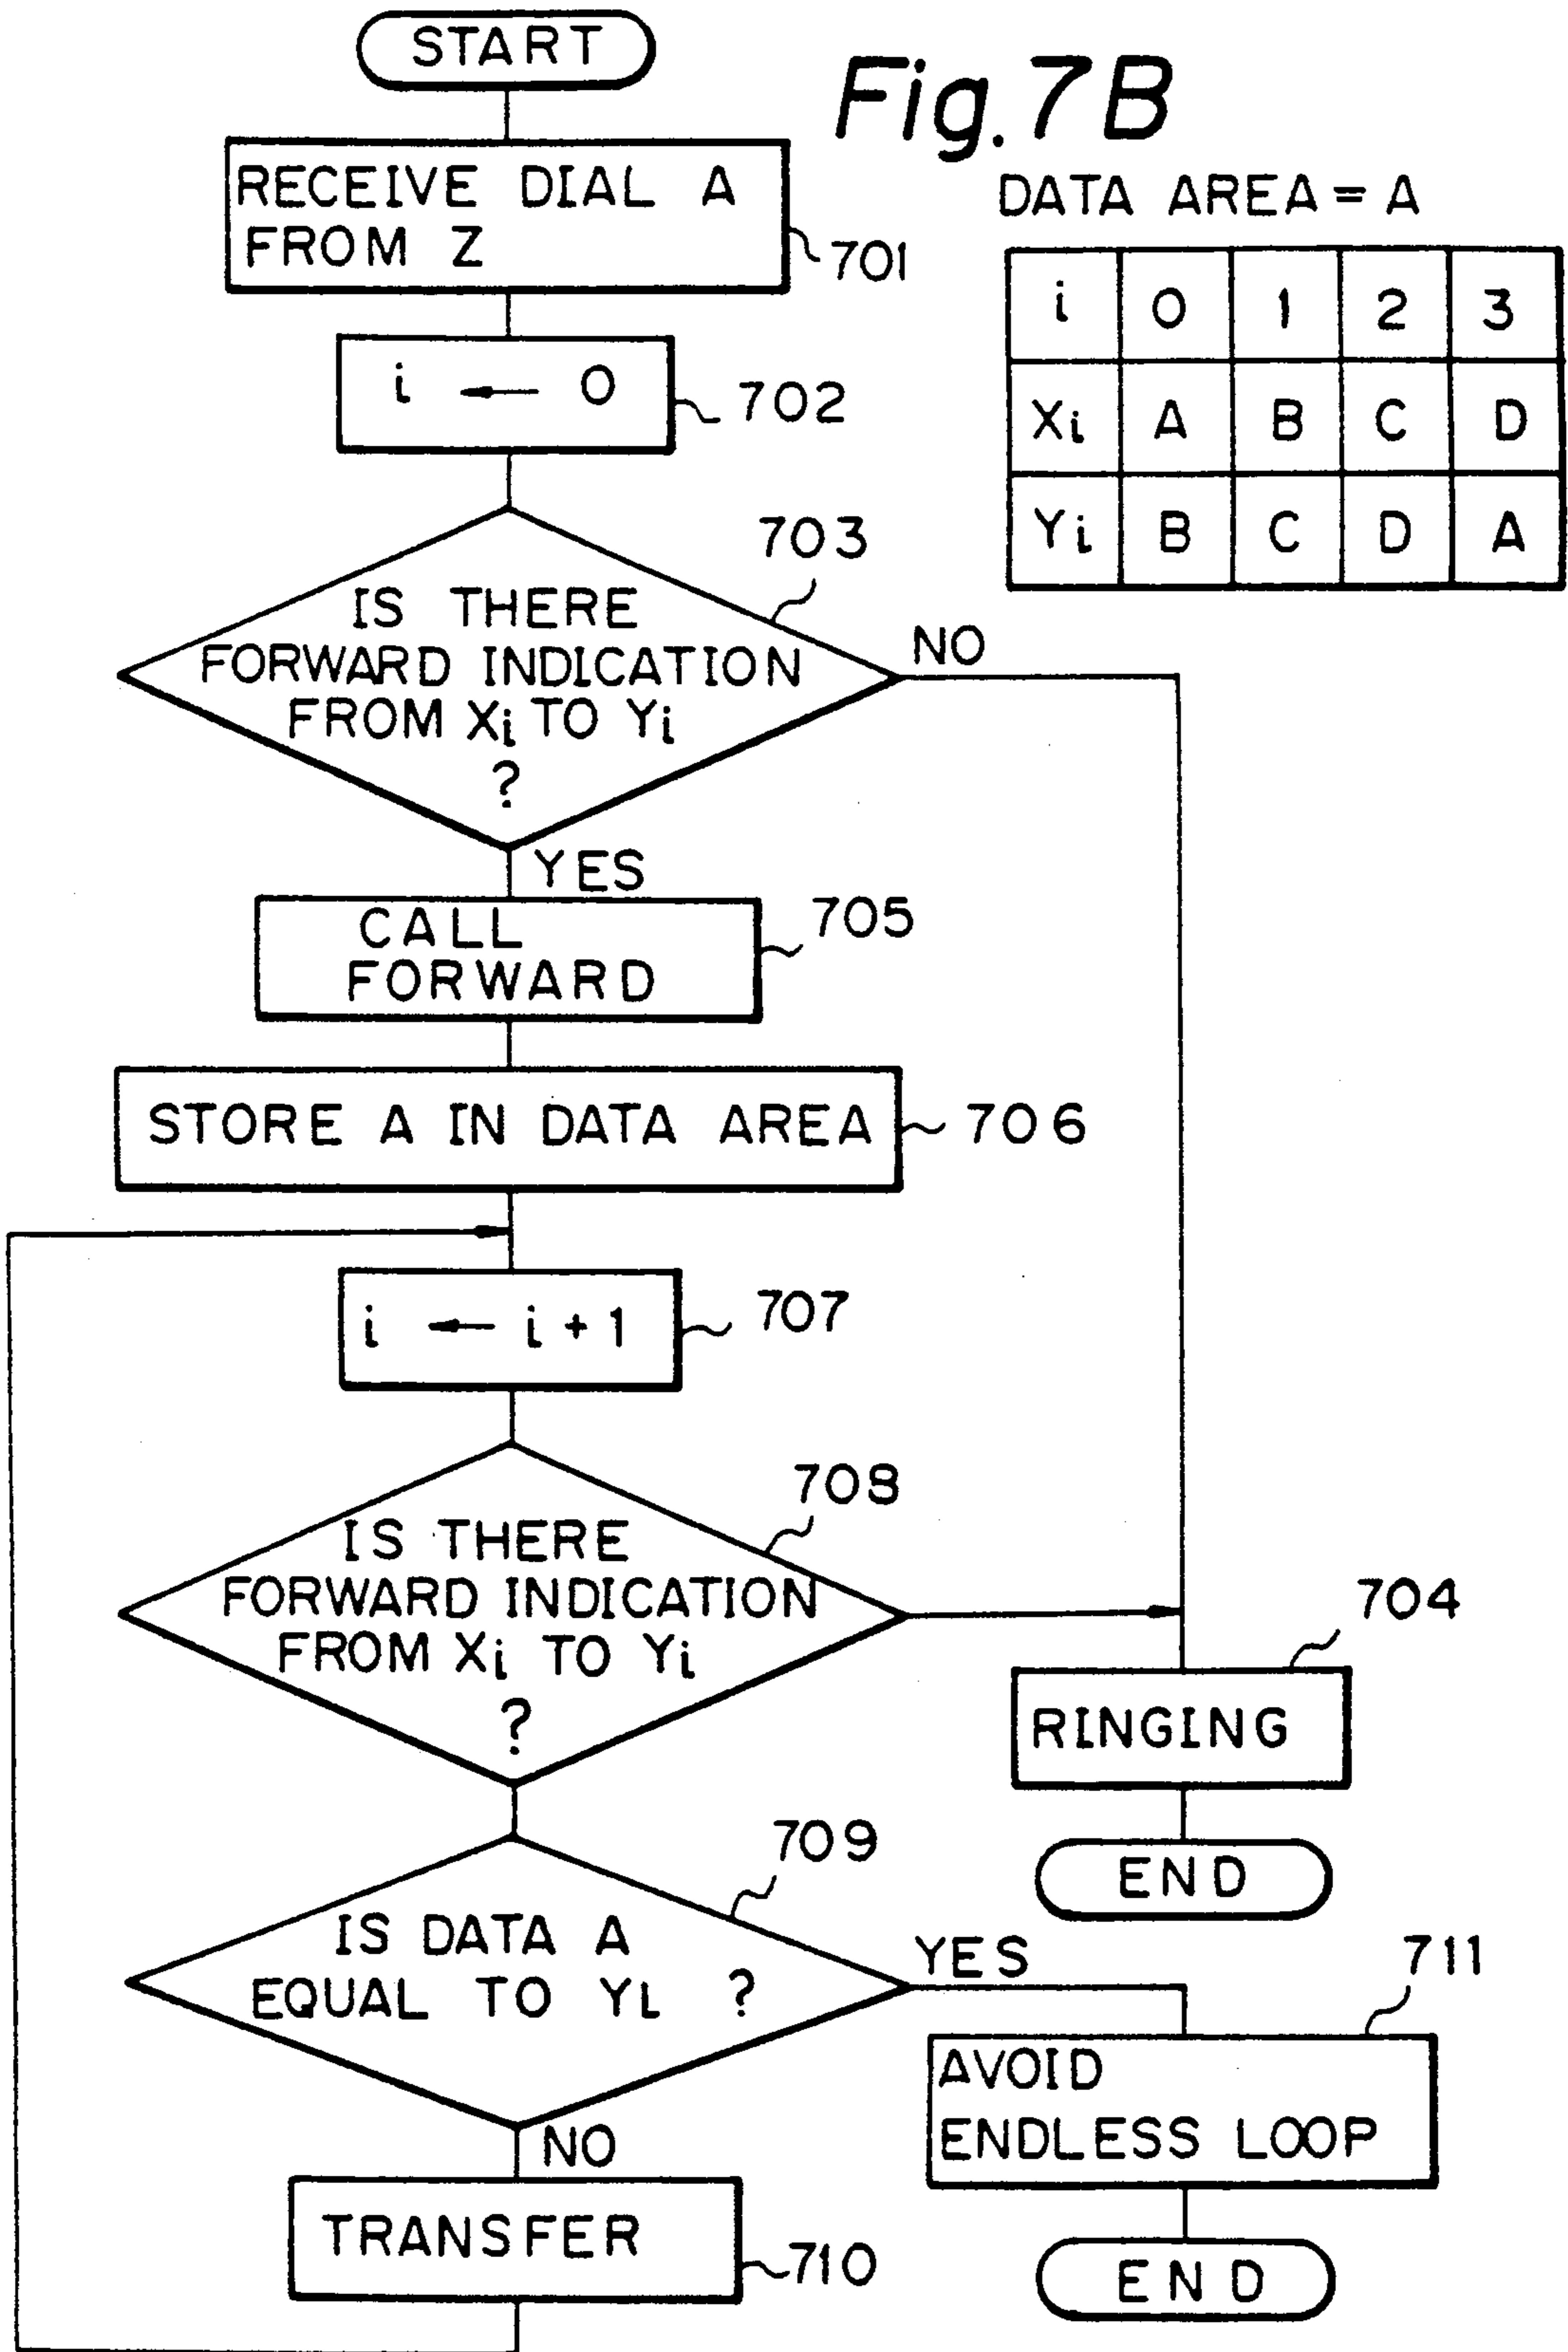 START
Fig. 7B
RECEIVE DIAL A
FROM Z
701
DATA AREA = A
i 0 1 2 3
Xi A B C D
Yi B C D A
i ← 0
702
703
IS THERE
FORWARD INDICATION
FROM Xi TO Yi
?
NO
YES
CALL
FORWARD
705
STORE A IN DATA AREA
706
i ← i + 1
707
708
IS THERE
FORWARD INDICATION
FROM Xi TO Yi
?
704
RINGING
END
709
IS DATA A
EQUAL TO Yi ?
YES
711
AVOID
ENDLESS LOOP
END
NO
TRANSFER
710